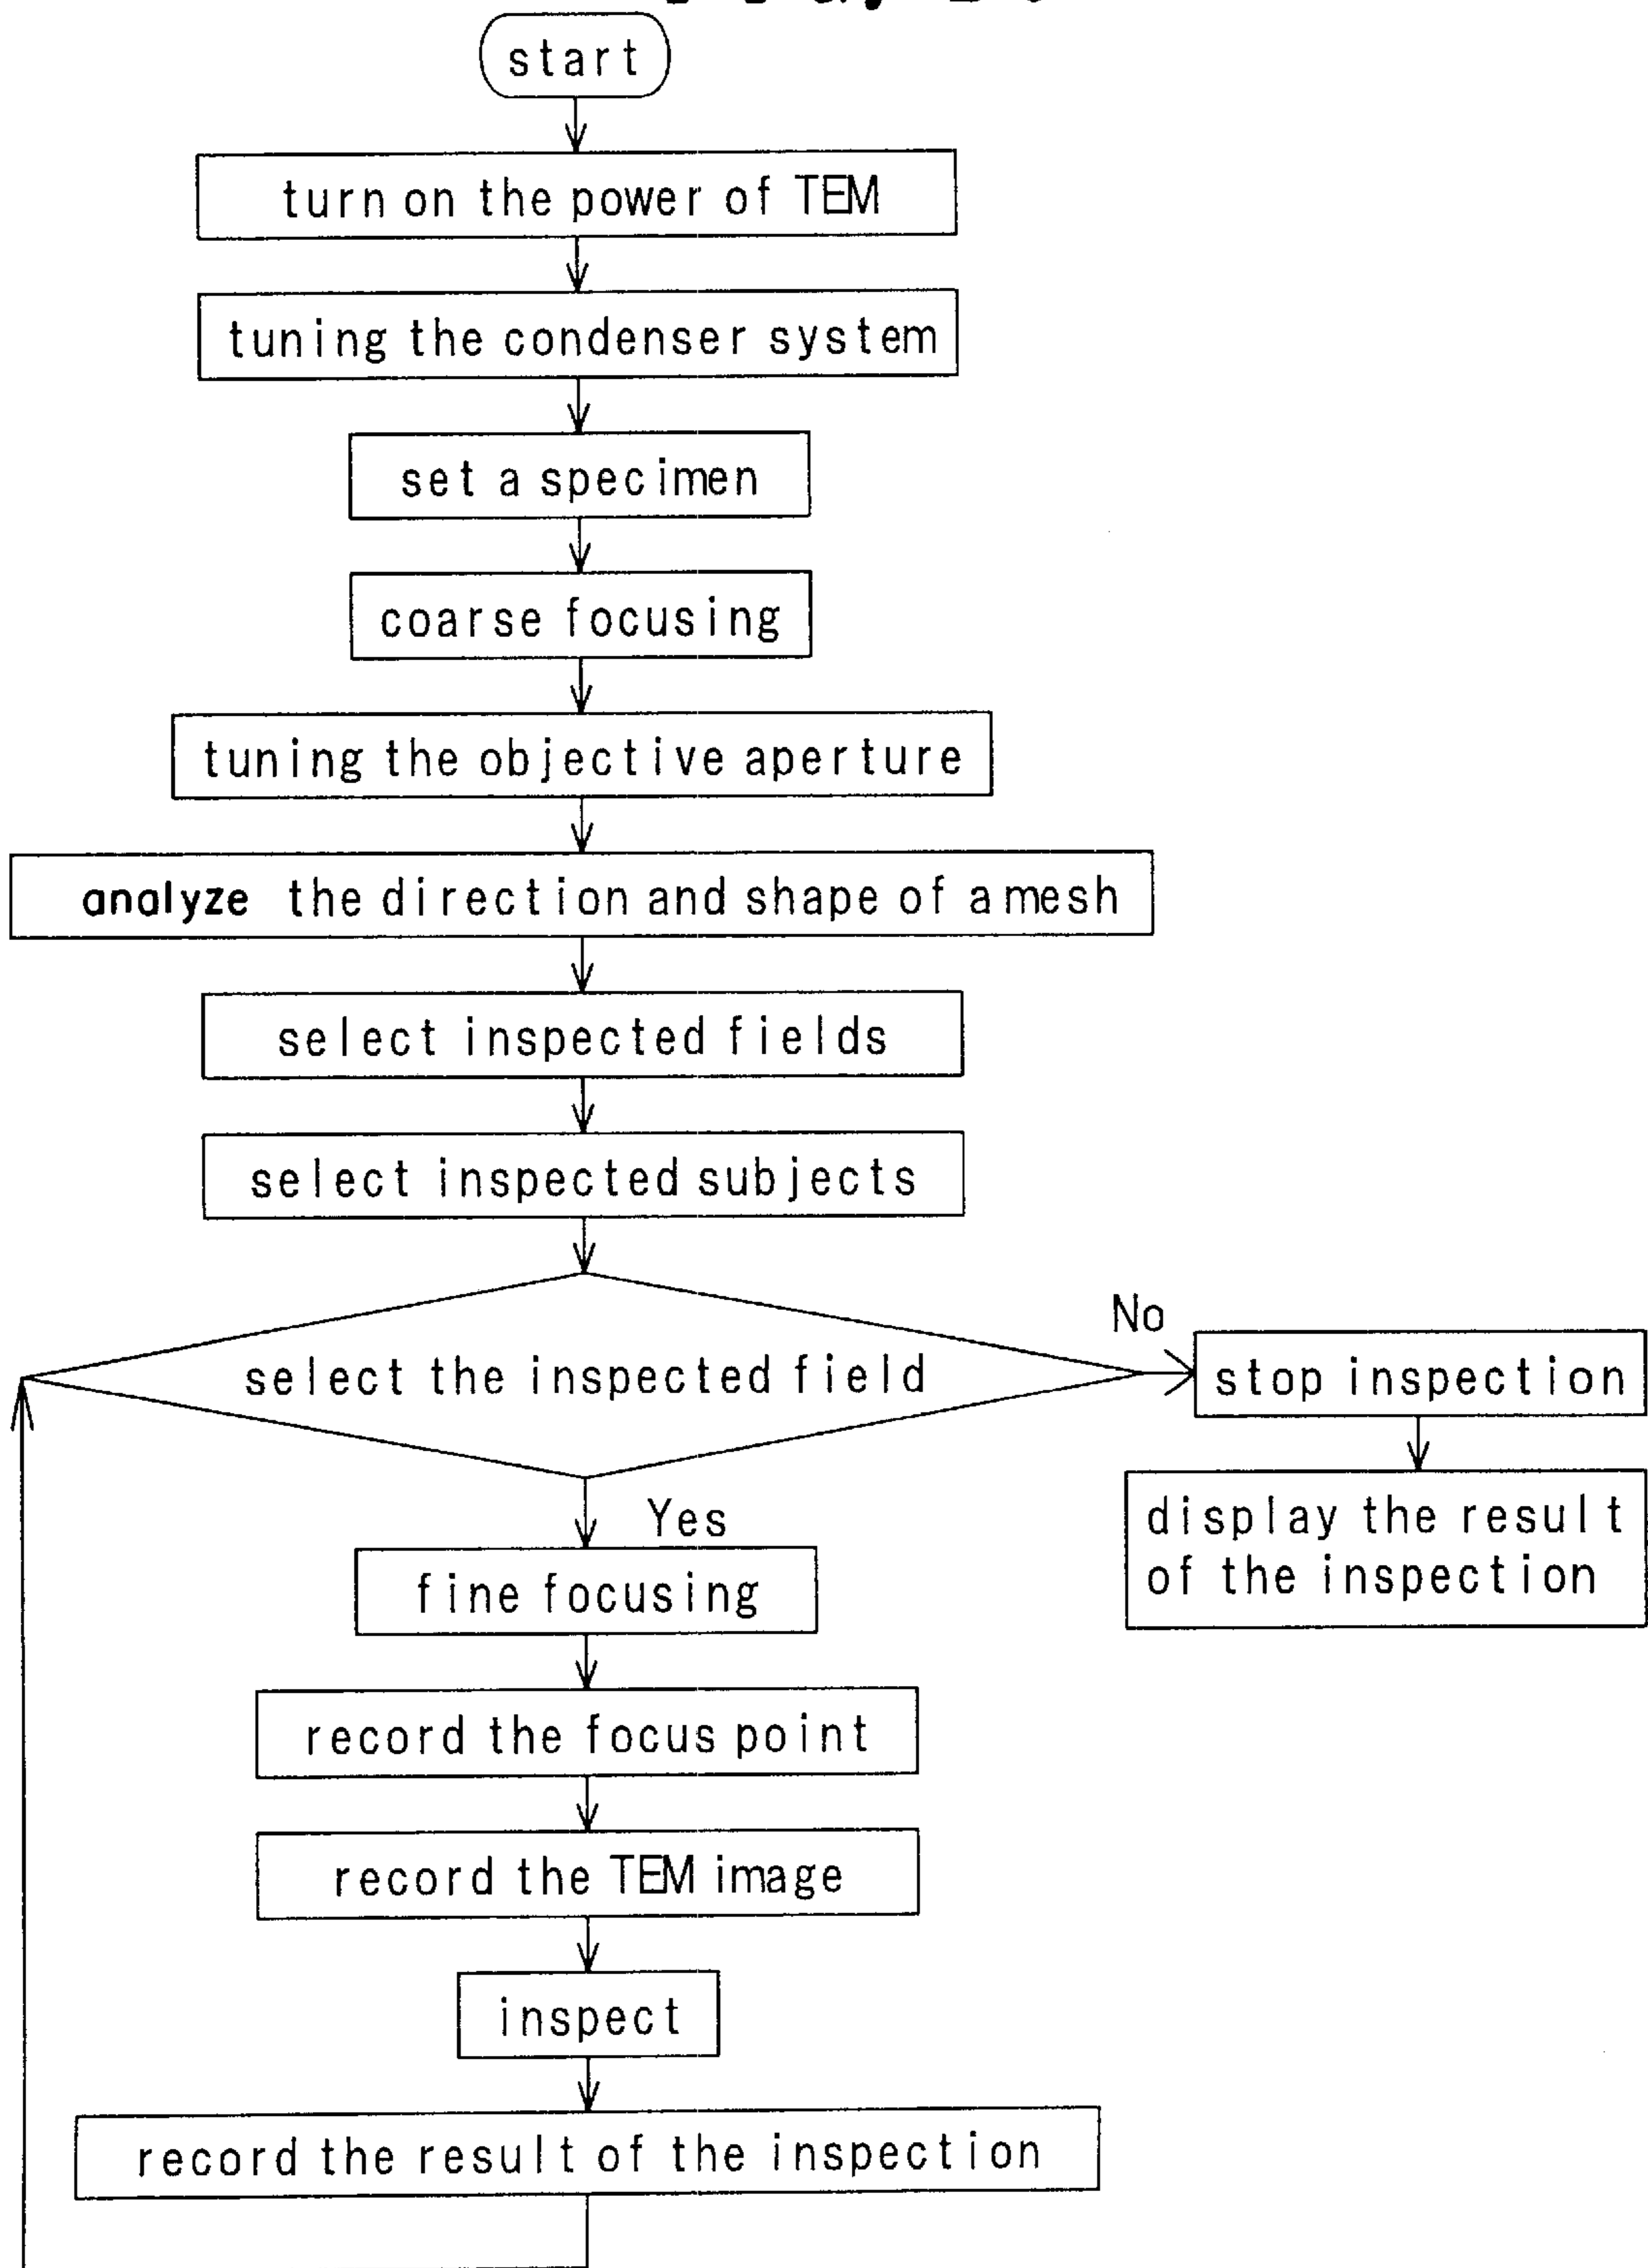 start
turn on the power of TEM
tuning the condenser system
set a specimen
coarse focusing
tuning the objective aperture
analyze the direction and shape of a mesh
select inspected fields
select inspected subjects
select the inspected field
No
stop inspection
display the result
of the inspection
Yes
fine focusing
record the focus point
record the TEM image
inspect
record the result of the inspection